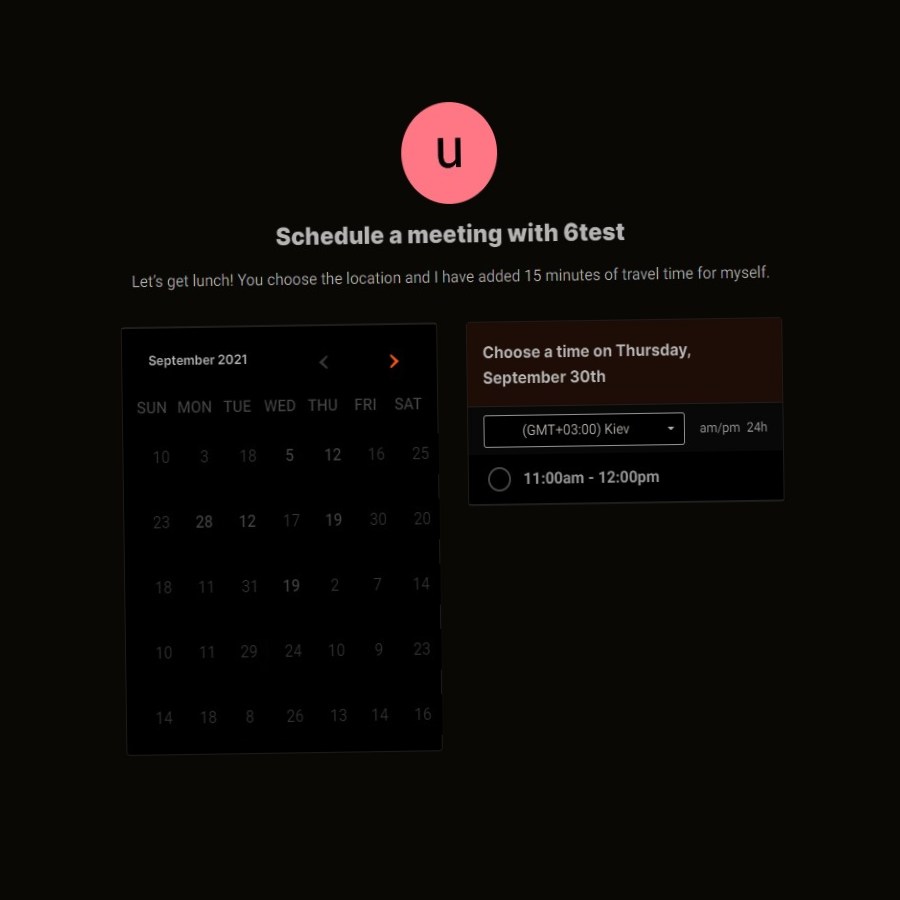 u
Schedule a meeting with 6test
Let's get lunch! You choose the location and I have added 15 minutes of travel time for myself.
September 2021
SUN MON TUE WED THU FRI SAT
10 3 18 5 12 16 25
23 28 12 17 19 30 20
18 11 31 19 2 7 14
10 11 29 24 10 9 23
14 18 8 26 13 14 16
Choose a time on Thursday,
September 30th
(GMT+03:00) Kiev
am/pm 24h
11:00am - 12:00pm